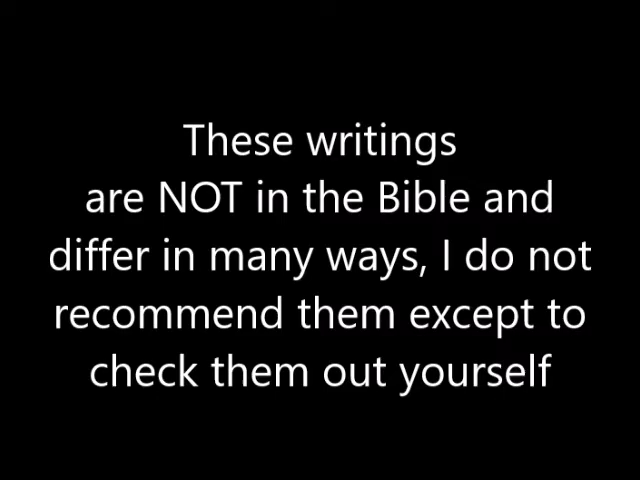 These writings
are NOT in the Bible and
differ in many ways, I do not
recommend them except to
check them out yourself